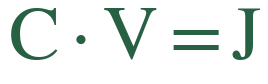 C · V = J